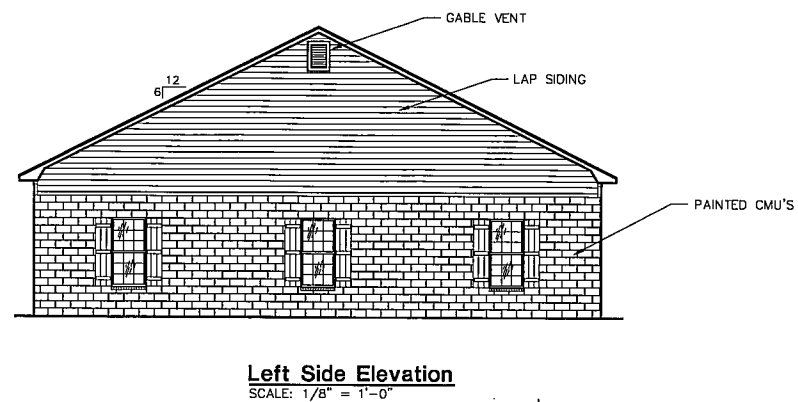 GABLE VENT
LAP SIDING
12
6
PAINTED CMU'S
Left Side Elevation
SCALE: 1/8" = 1'-0"